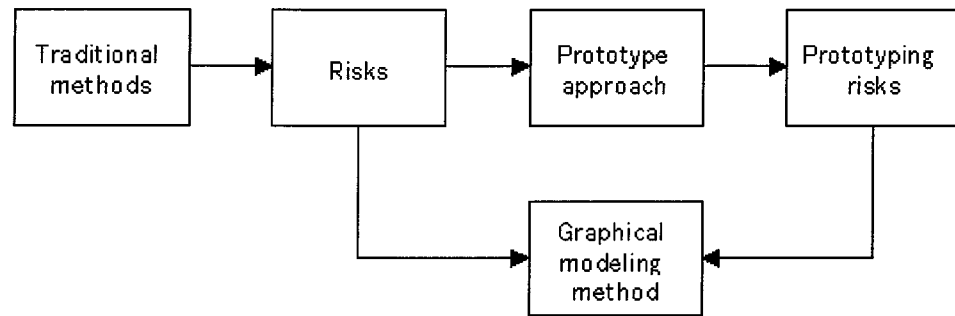 Traditional
methods
Risks
Prototype
approach
Prototyping
risks
Graphical
modeling
method